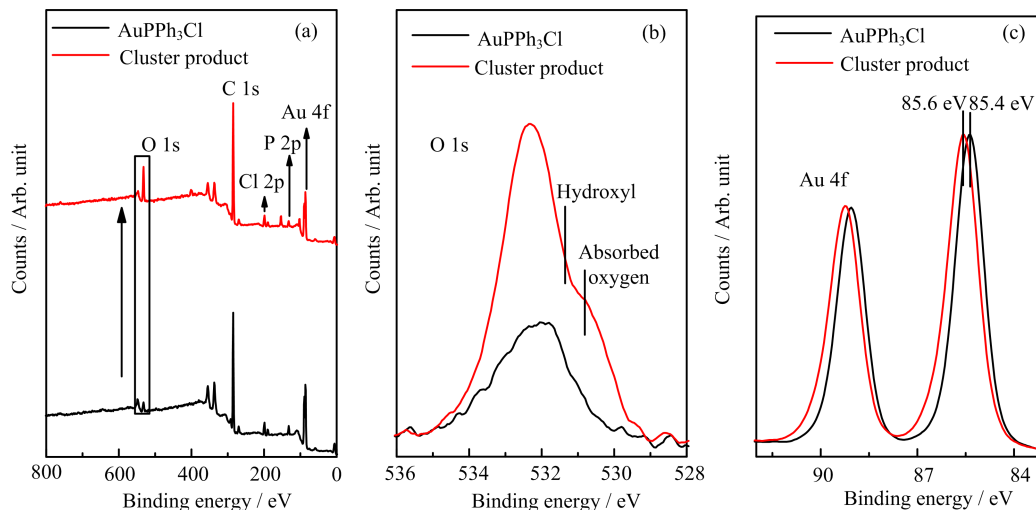 (a)
AuPPh₃Cl
Cluster product
C 1s
Au 4f
P 2p
O 1s
Cl 2p
Counts / Arb. unit
800 600 400 200 0
Binding energy / eV
(b)
AuPPh₃Cl
Cluster product
O 1s
Hydroxyl
Absorbed
oxygen
Counts / Arb. unit
536 534 532 530 528
Binding energy / eV
(c)
AuPPh₃Cl
Cluster product
85.6 eV 85.4 eV
Au 4f
Counts / Arb. unit
90 87 84
Binding energy / eV